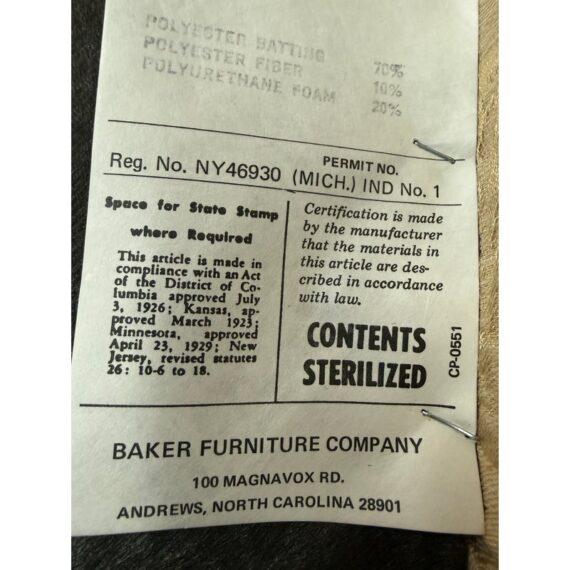 POLYESTER BATTING 70%
POLYESTER FIBER 10%
POLYURETHANE FOAM 20%
Reg. No. NY46930 PERMIT NO. (MICH.) IND No. 1
Space for State Stamp
where Required
This article is made in
compliance with an Act
of the District of Co-
lumbia approved July
3, 1926; Kansas, ap-
proved March 1923;
Minnesota, approved
April 23, 1929; New
Jersey, revised statutes
26: 10-6 to 18.
Certification is made
by the manufacturer
that the materials in
this article are des-
cribed in accordance
with law.
CONTENTS
STERILIZED
CP-0551
BAKER FURNITURE COMPANY
100 MAGNAVOX RD.
ANDREWS, NORTH CAROLINA 28901